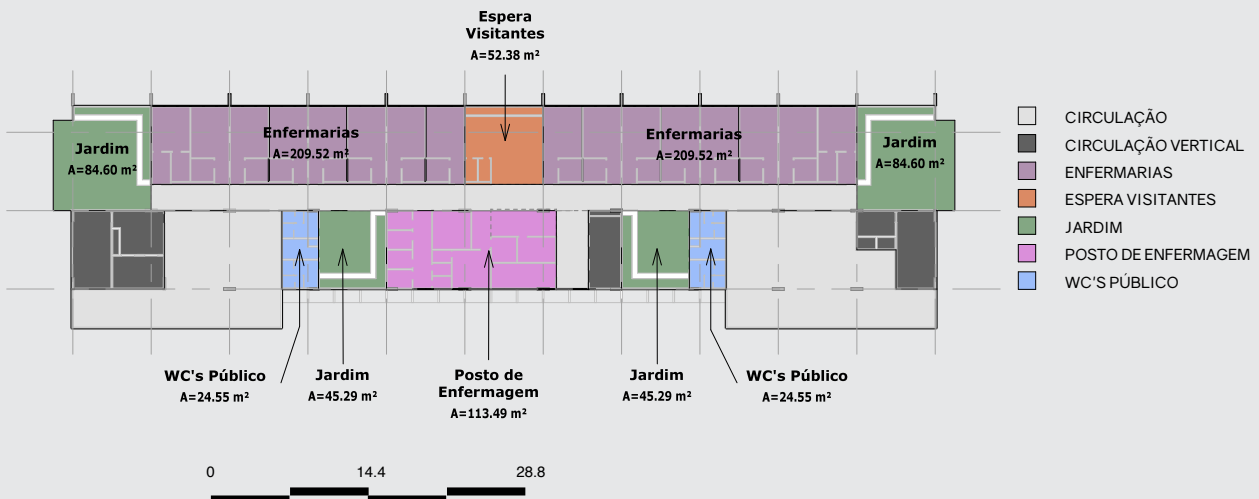 Espera
Visitantes
A=52.38 m²
Enfermarias
A=209.52 m²
Enfermarias
A=209.52 m²
Jardim
A=84.60 m²
Jardim
A=84.60 m²
CIRCULAÇÃO
CIRCULAÇÃO VERTICAL
ENFERMARIAS
ESPERA VISITANTES
JARDIM
POSTO DE ENFERMAGEM
WC'S PÚBLICO
WC's Público
A=24.55 m²
Jardim
A=45.29 m²
Posto de
Enfermagem
A=113.49 m²
Jardim
A=45.29 m²
WC's Público
A=24.55 m²
0 14.4 28.8